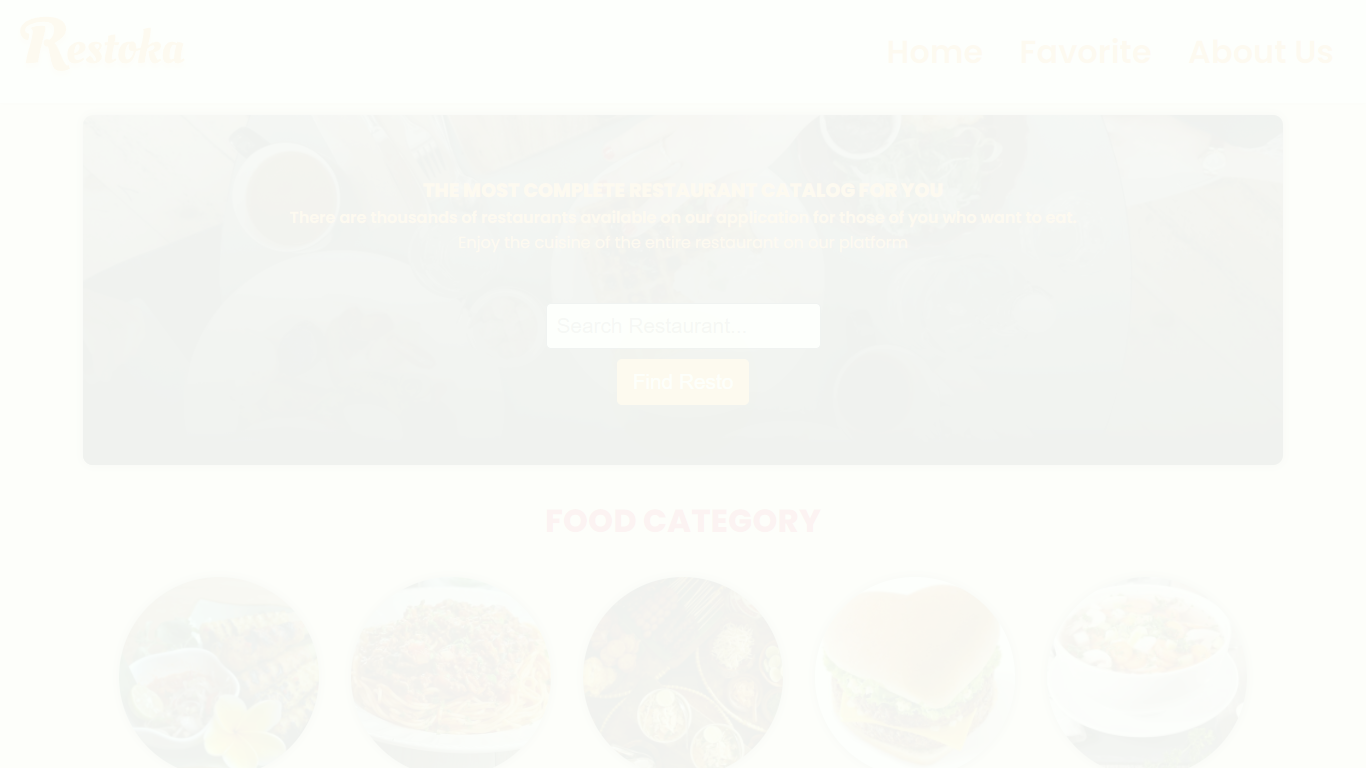 Restoka
Home Favorite About Us
THE MOST COMPLETE RESTAURANT CATALOG FOR YOU
There are thousands of restaurants available on our application for those of you who want to eat..
Enjoy the cuisine of the entire restaurant on our platform
Search Restaurant...
Find Resto
FOOD CATEGORY